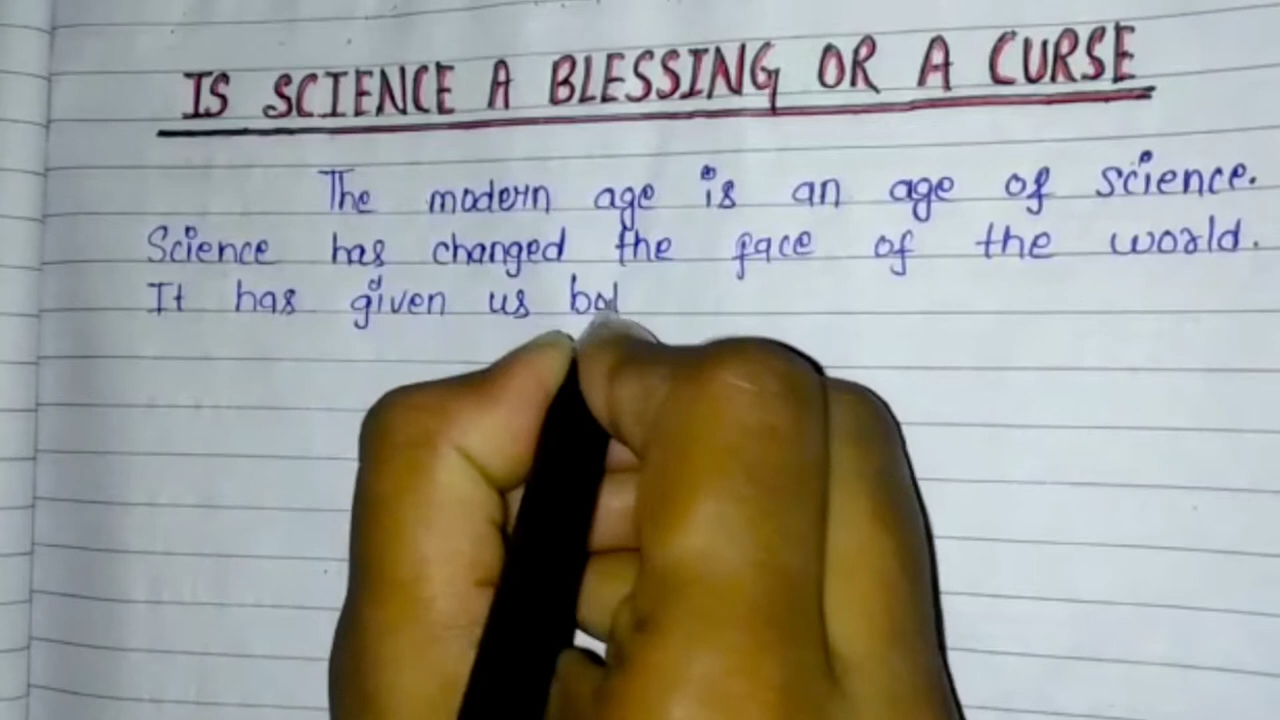 IS SCIENCE A BLESSING OR A CURSE
The modern age is an age of science.
Science has changed the face of the world.
It has given us